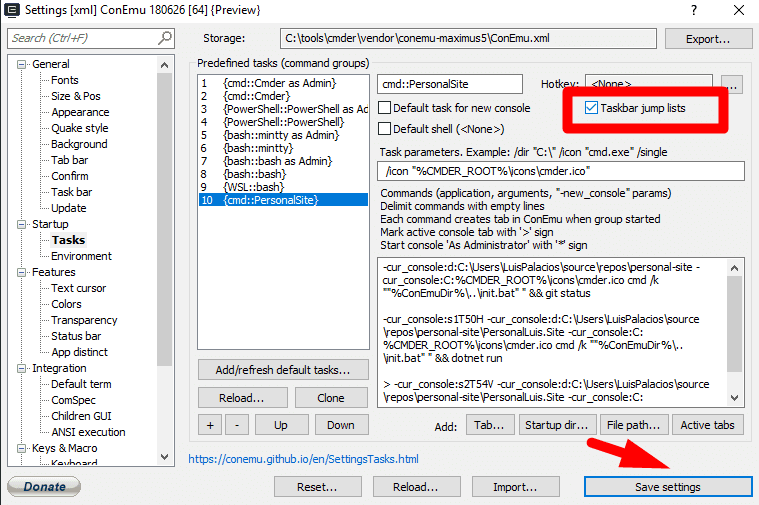 Settings [xml] ConEmu 180626 [64] {Preview}
Search (Ctrl+F)
Storage:
C:\tools\cmder\vendor\conemu-maximus5\ConEmu.xml
Export...
General
Fonts
Size & Pos
Appearance
Quake style
Background
Tab bar
Confirm
Task bar
Update
Startup
Tasks
Environment
Features
Text cursor
Colors
Transparency
Status bar
App distinct
Integration
Default term
ComSpec
Children GUI
ANSI execution
Keys & Macro
Keyboard
Predefined tasks (command groups)
1 {cmd::Cmder as Admin}
2 {cmd::Cmder}
3 {PowerShell::PowerShell as Ad
4 {PowerShell::PowerShell}
5 {bash::mintty as Admin}
6 {bash::mintty}
7 {bash::bash as Admin}
8 {bash::bash}
9 {WSL::bash}
10 {cmd::PersonalSite}
Add/refresh default tasks...
Reload...
Clone
+
-
Up
Down
cmd::PersonalSite
Hotkey:
<None>
...
Default task for new console
Taskbar jump lists
Default shell (<None>)
Task parameters. Example: /dir "C:\" /icon "cmd.exe" /single
/icon "%CMDER_ROOT%\icons\cmder.ico"
Commands (application, arguments, "-new_console" params)
Delimit commands with empty lines
Each command creates tab in ConEmu when group started
Mark active console tab with '>' sign
Start console 'As Administrator' with '*' sign
-cur_console:d:C:\Users\LuisPalacios\source\repos\personal-site -
cur_console:C:%CMDER_ROOT%\icons\cmder.ico cmd /k
""%ConEmuDir%\..\init.bat" " && git status
-cur_console:s1T50H -cur_console:d:C:\Users\LuisPalacios\source
\repos\personal-site\PersonalLuis.Site -cur_console:C:
%CMDER_ROOT%\icons\cmder.ico cmd /k ""%ConEmuDir%\..
\init.bat" " && dotnet run
> -cur_console:s2T54V -cur_console:d:C:\Users\LuisPalacios\source
\repos\personal-site\PersonalLuis.Site -cur_console:C:
Add:
Tab...
Startup dir...
File path...
Active tabs
https://conemu.github.io/en/SettingsTasks.html
Donate
Reset...
Reload...
Import...
Save settings